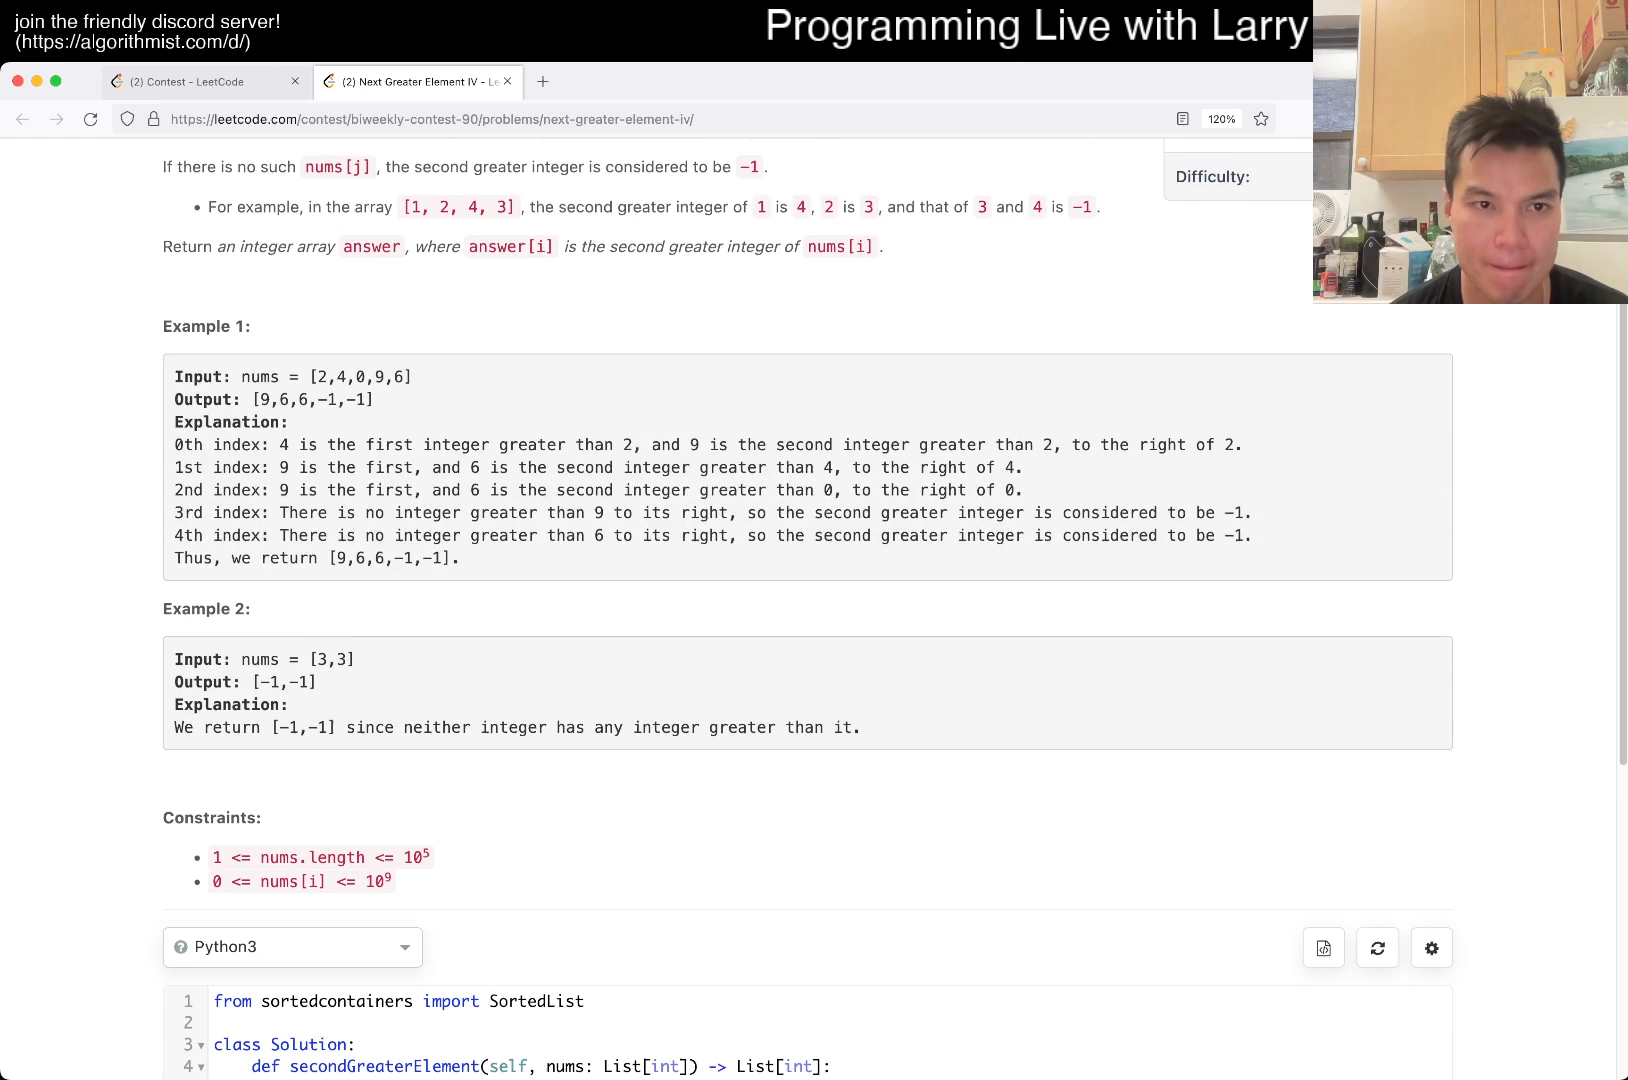 join the friendly discord server!
(https://algorithmist.com/d/)
Programming Live with Larry
(2) Contest - LeetCode
(2) Next Greater Element IV - Le
https://leetcode.com/contest/biweekly-contest-90/problems/next-greater-element-iv/
120%
If there is no such nums[j], the second greater integer is considered to be -1.
Difficulty:
• For example, in the array [1, 2, 4, 3], the second greater integer of 1 is 4, 2 is 3, and that of 3 and 4 is -1.
Return an integer array answer, where answer[i] is the second greater integer of nums[i].
Example 1:
Input: nums = [2,4,0,9,6]
Output: [9,6,6,-1,-1]
Explanation:
0th index: 4 is the first integer greater than 2, and 9 is the second integer greater than 2, to the right of 2.
1st index: 9 is the first, and 6 is the second integer greater than 4, to the right of 4.
2nd index: 9 is the first, and 6 is the second integer greater than 0, to the right of 0.
3rd index: There is no integer greater than 9 to its right, so the second greater integer is considered to be -1.
4th index: There is no integer greater than 6 to its right, so the second greater integer is considered to be -1.
Thus, we return [9,6,6,-1,-1].
Example 2:
Input: nums = [3,3]
Output: [-1,-1]
Explanation:
We return [-1,-1] since neither integer has any integer greater than it.
Constraints:
• 1 <= nums.length <= 10⁵
• 0 <= nums[i] <= 10⁹
Python3
1 from sortedcontainers import SortedList
2
3 class Solution:
4 def secondGreaterElement(self, nums: List[int]) -> List[int]: